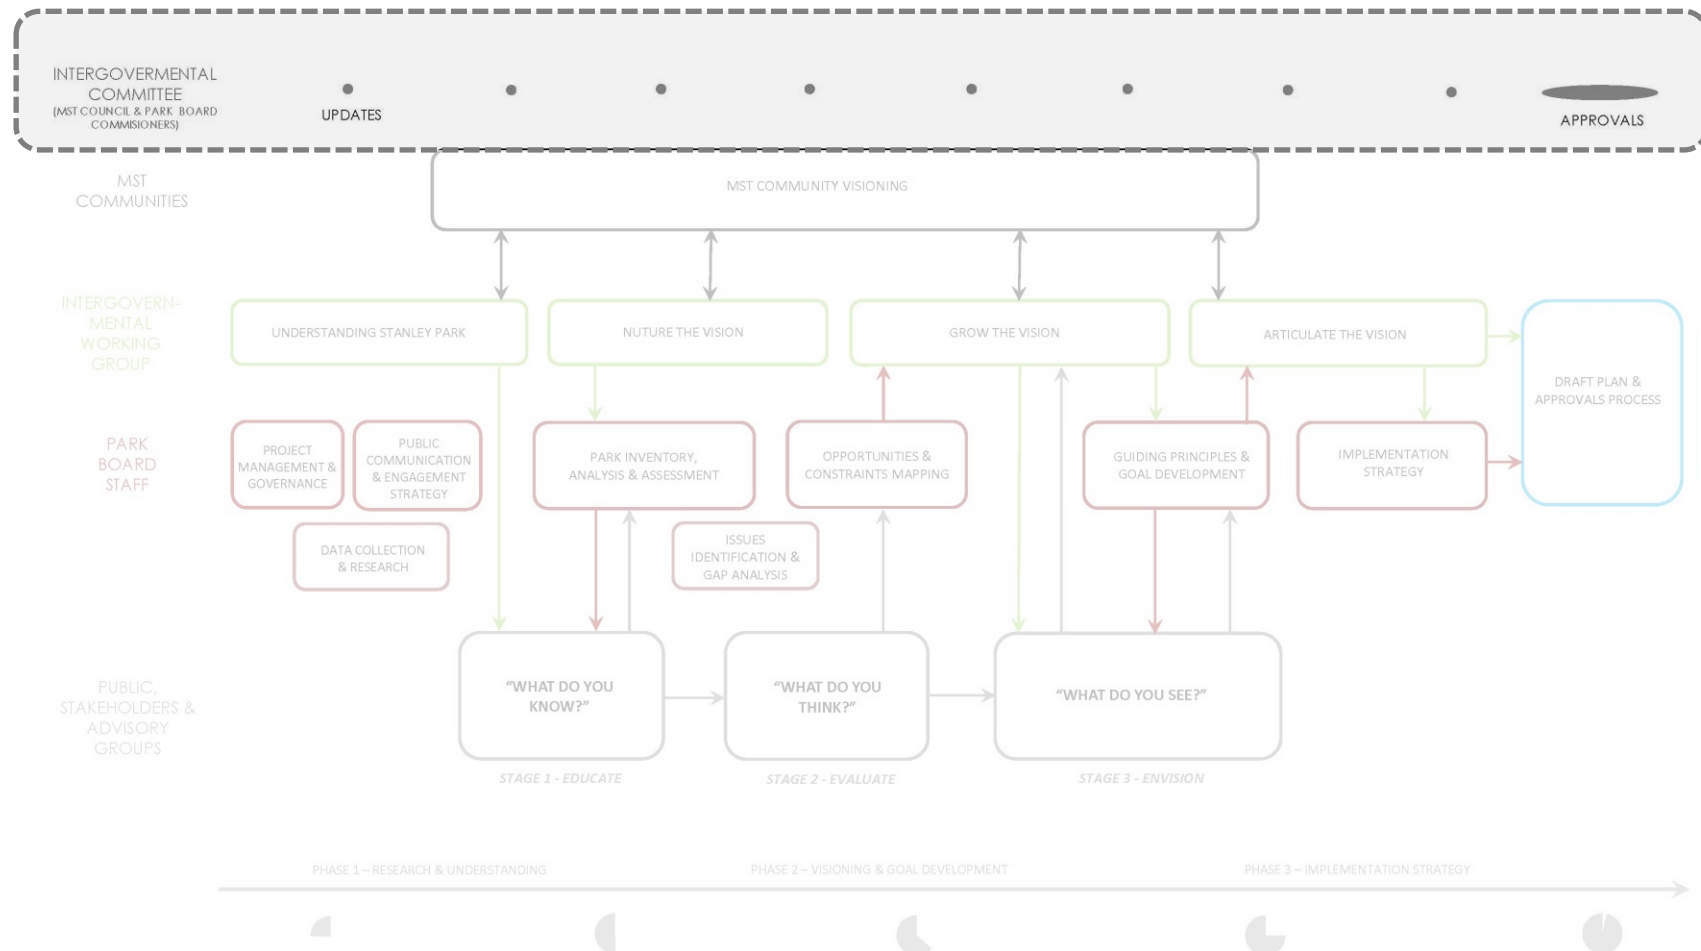 INTERGOVERMENTAL
COMMITTEE
(MST COUNCIL & PARK BOARD
COMMISIONERS)
UPDATES
APPROVALS
MST
COMMUNITIES
MST COMMUNITY VISIONING
INTERGOVERN-
MENTAL
WORKING
GROUP
UNDERSTANDING STANLEY PARK
NUTURE THE VISION
GROW THE VISION
ARTICULATE THE VISION
DRAFT PLAN &
APPROVALS PROCESS
PARK
BOARD
STAFF
PROJECT
MANAGEMENT &
GOVERNANCE
PUBLIC
COMMUNICATION
& ENGAGEMENT
STRATEGY
PARK INVENTORY,
ANALYSIS & ASSESSMENT
OPPORTUNITIES &
CONSTRAINTS MAPPING
GUIDING PRINCIPLES &
GOAL DEVELOPMENT
IMPLEMENTATION
STRATEGY
DATA COLLECTION
& RESEARCH
ISSUES
IDENTIFICATION &
GAP ANALYSIS
PUBLIC,
STAKEHOLDERS &
ADVISORY
GROUPS
“WHAT DO YOU
KNOW?”
“WHAT DO YOU
THINK?”
“WHAT DO YOU SEE?”
STAGE 1 - EDUCATE
STAGE 2 - EVALUATE
STAGE 3 - ENVISION
PHASE 1 – RESEARCH & UNDERSTANDING
PHASE 2 – VISIONING & GOAL DEVELOPMENT
PHASE 3 – IMPLEMENTATION STRATEGY